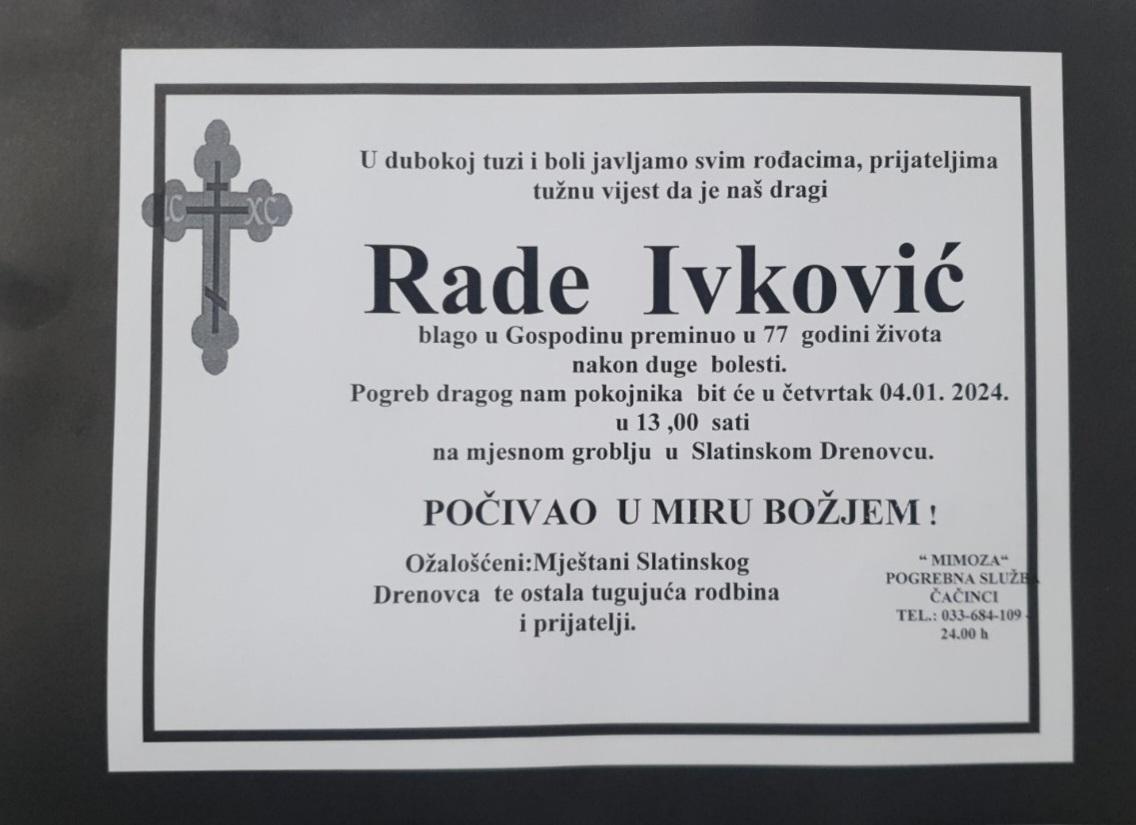 IC XC
U dubokoj tuzi i boli javljamo svim rođacima, prijateljima
tužnu vijest da je naš dragi
Rade Ivković
blago u Gospodinu preminuo u 77 godini života
nakon duge bolesti.
Pogreb dragog nam pokojnika bit će u četvrtak 04.01. 2024.
u 13 ,00 sati
na mjesnom groblju u Slatinskom Drenovcu.
POČIVAO U MIRU BOŽJEM !
Ožalošćeni:Mještani Slatinskog
Drenovca te ostala tugujuća rodbina
i prijatelji.
“ MIMOZA“
POGREBNA SLUŽBA
ČAČINCI
TEL.: 033-684-109 -
24.00 h